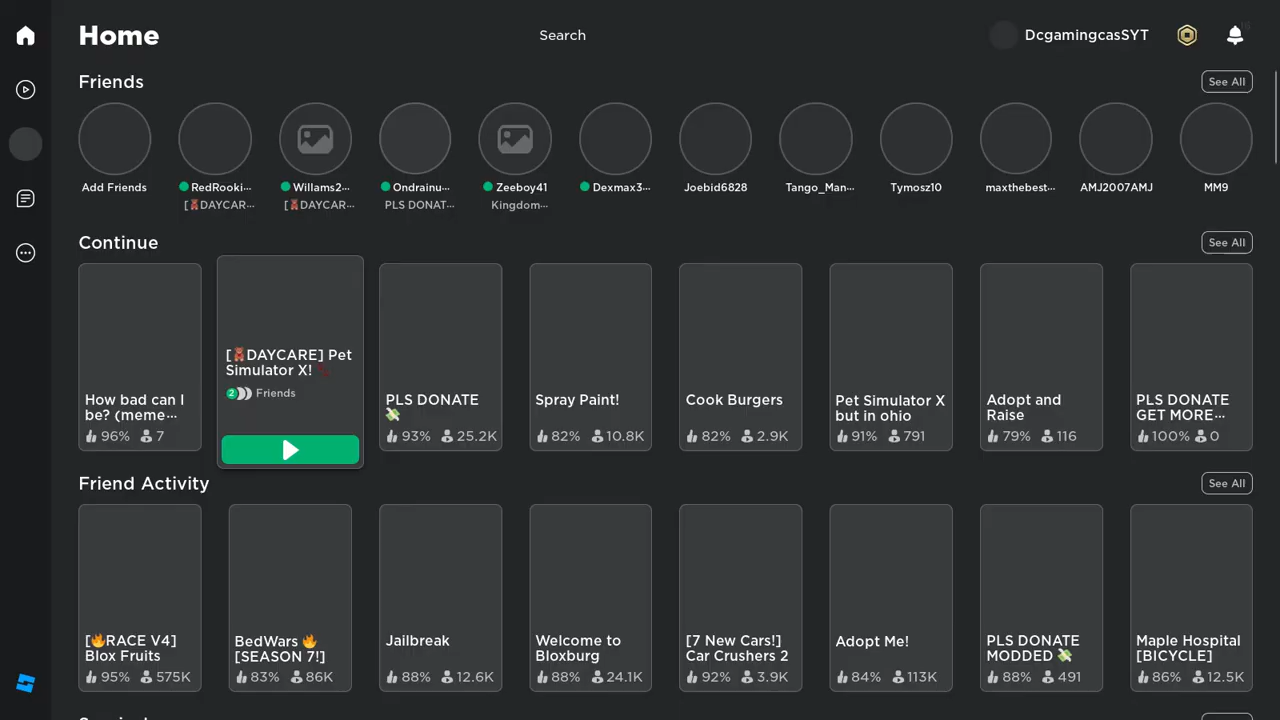 Home
Search
DcgamingcasSYT
Friends
See All
Add Friends
RedRooki...
Willams2...
Ondrainu...
Zeeboy41
Dexmax3...
Joebid6828
Tango_Man...
Tymosz10
maxthebest...
AMJ2007AMJ
MM9
[🧸DAYCAR...
[🧸DAYCAR...
PLS DONAT...
Kingdom...
Continue
See All
How bad can I
be? (meme...
96% 7
[🧸DAYCARE] Pet
Simulator X!
2 Friends
PLS DONATE
💸
93% 25.2K
Spray Paint!
82% 10.8K
Cook Burgers
82% 2.9K
Pet Simulator X
but in ohio
91% 791
Adopt and
Raise
79% 116
PLS DONATE
GET MORE...
100% 0
Friend Activity
See All
[🔥RACE V4]
Blox Fruits
95% 575K
BedWars 🔥
[SEASON 7!]
83% 86K
Jailbreak
88% 12.6K
Welcome to
Bloxburg
88% 24.1K
[7 New Cars!]
Car Crushers 2
92% 3.9K
Adopt Me!
84% 113K
PLS DONATE
MODDED 💸
88% 491
Maple Hospital
[BICYCLE]
86% 12.5K